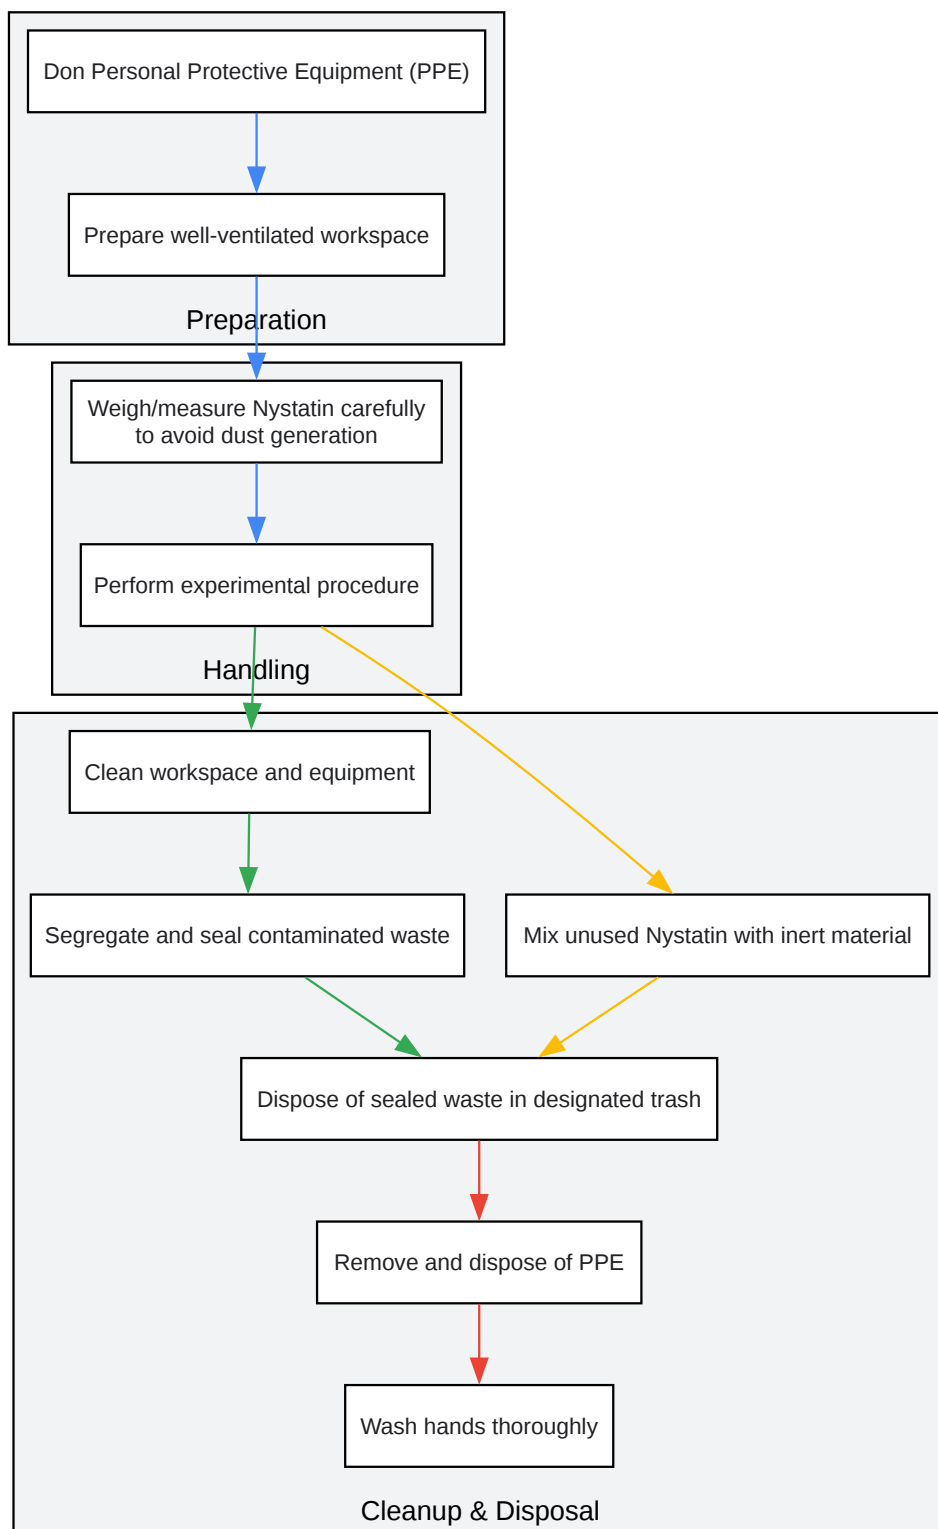 Don Personal Protective Equipment (PPE)
Prepare well-ventilated workspace
Preparation
Weigh/measure Nystatin carefully
to avoid dust generation
Perform experimental procedure
Handling
Clean workspace and equipment
Segregate and seal contaminated waste
Mix unused Nystatin with inert material
Dispose of sealed waste in designated trash
Remove and dispose of PPE
Wash hands thoroughly
Cleanup & Disposal